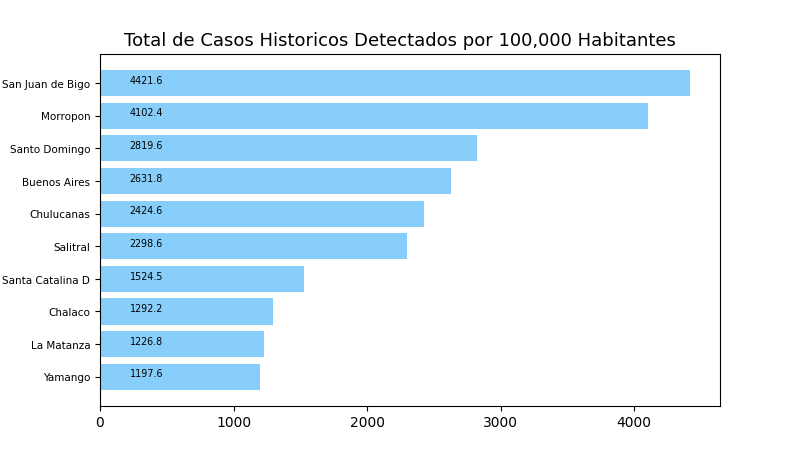 Total de Casos Historicos Detectados por 100,000 Habitantes
San Juan de Bigo 4421.6
Morropon 4102.4
Santo Domingo 2819.6
Buenos Aires 2631.8
Chulucanas 2424.6
Salitral 2298.6
Santa Catalina D 1524.5
Chalaco 1292.2
La Matanza 1226.8
Yamango 1197.6
0 1000 2000 3000 4000